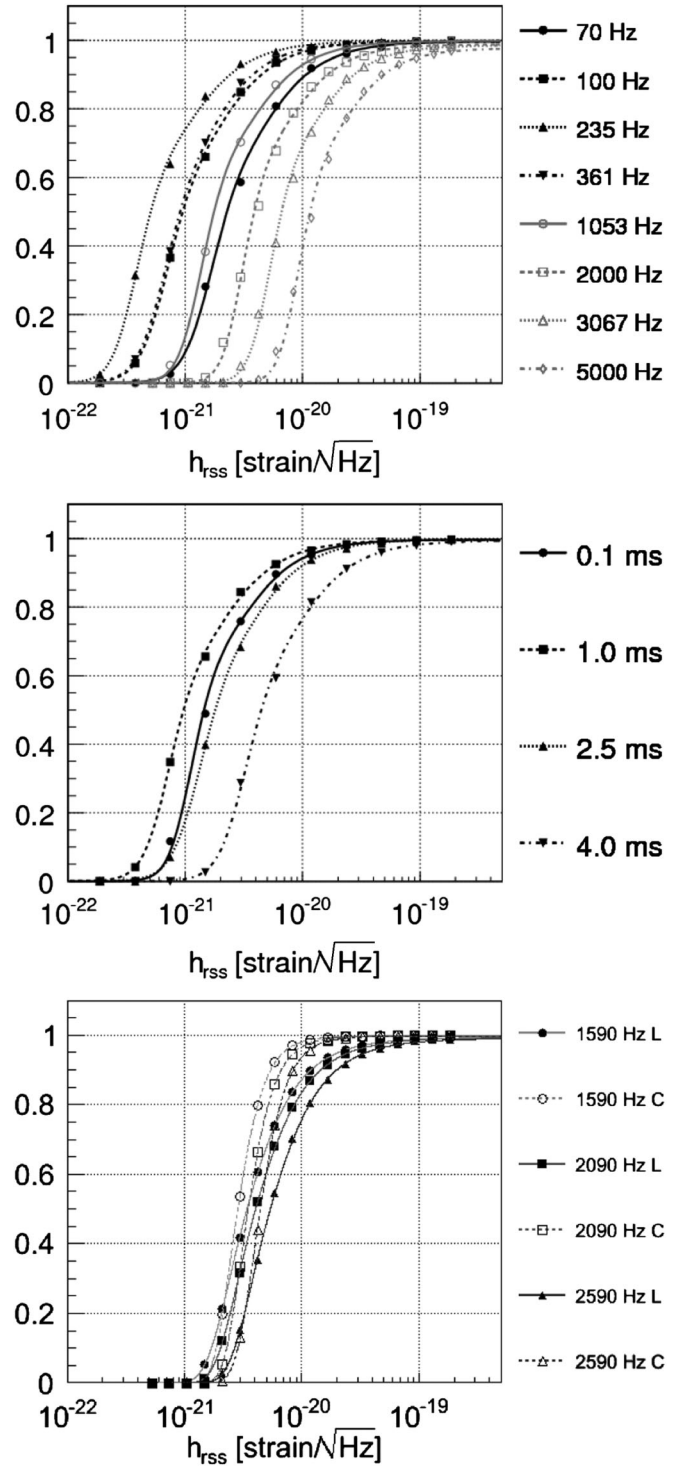 1
0.8
0.6
0.4
0.2
0
10^-22
10^-21
10^-20
10^-19
h_rss [strain/√Hz]
70 Hz
100 Hz
235 Hz
361 Hz
1053 Hz
2000 Hz
3067 Hz
5000 Hz
1
0.8
0.6
0.4
0.2
0
10^-22
10^-21
10^-20
10^-19
h_rss [strain/√Hz]
0.1 ms
1.0 ms
2.5 ms
4.0 ms
1
0.8
0.6
0.4
0.2
0
10^-22
10^-21
10^-20
10^-19
h_rss [strain/√Hz]
1590 Hz L
1590 Hz C
2090 Hz L
2090 Hz C
2590 Hz L
2590 Hz C